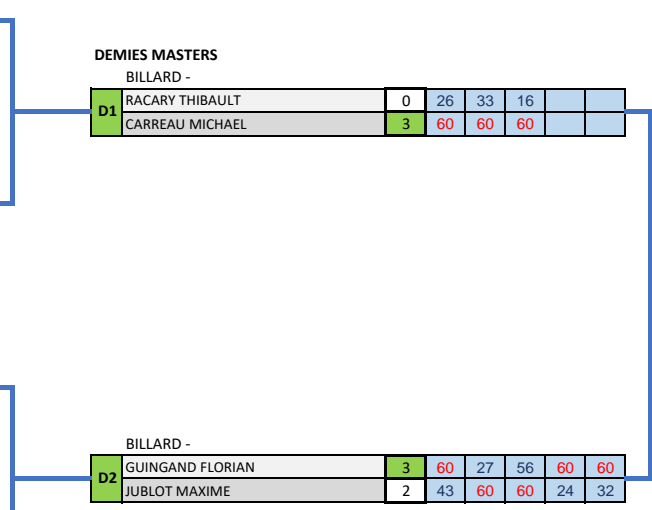 DEMIES MASTERS
BILLARD -
D1
RACARY THIBAULT 0 26 33 16
CARREAU MICHAEL 3 60 60 60
BILLARD -
D2
GUINGAND FLORIAN 3 60 27 56 60 60
JUBLOT MAXIME 2 43 60 60 24 32